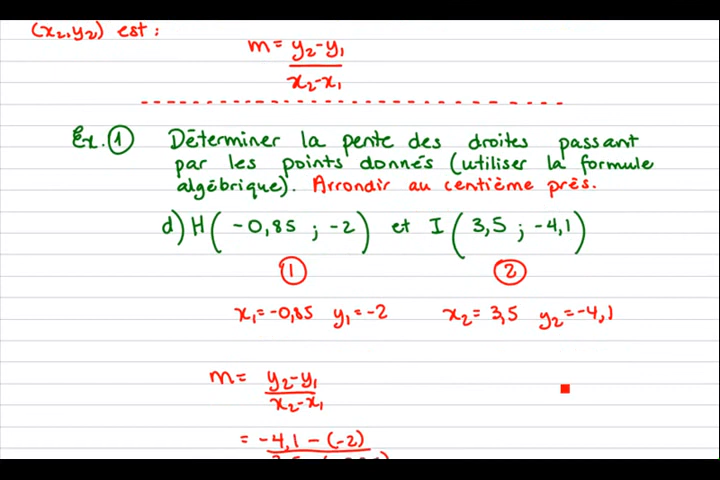 (x₂,y₂) est :
m = y₂-y₁
x₂-x₁
Ex. 1 Déterminer la pente des droites passant
par les points donnés (utiliser la formule
algébrique). Arrondir au centième près.
d) H (-0,85 ; -2) et I (3,5 ; -4,1)
1 2
x₁=-0,85 y₁=-2 x₂=3,5 y₂=-4,1
m = y₂-y₁
x₂-x₁
= -4,1 - (-2)